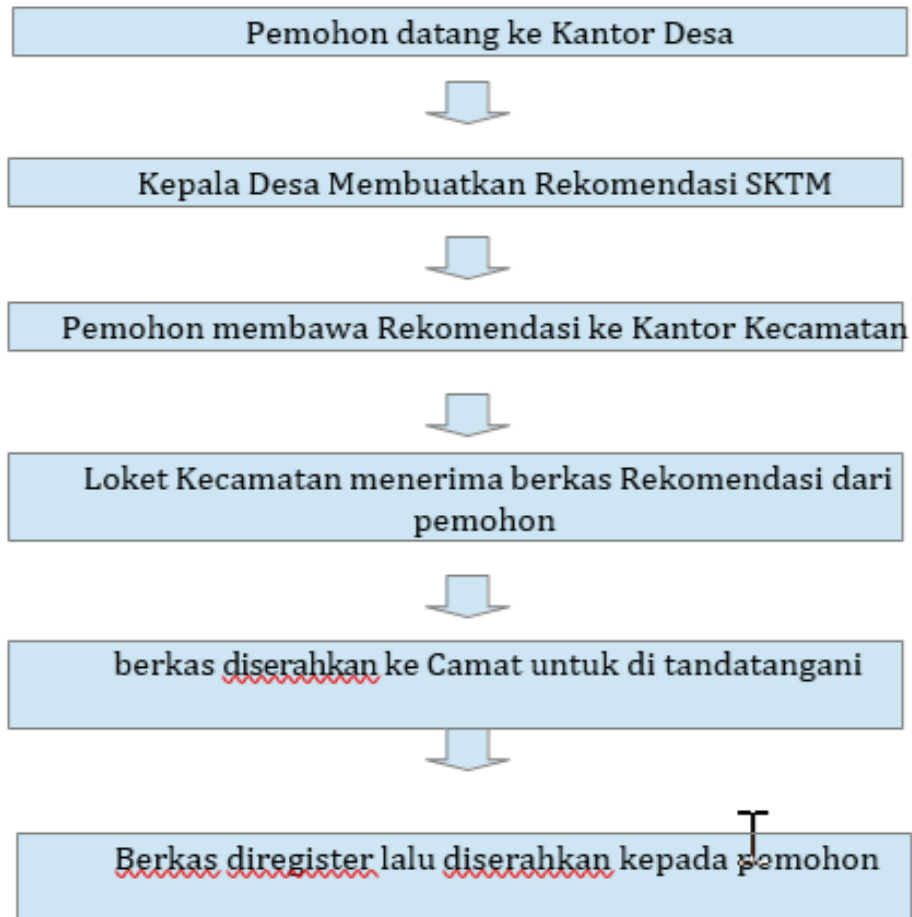 Pemohon datang ke Kantor Desa
Kepala Desa Membuatkan Rekomendasi SKTM
Pemohon membawa Rekomendasi ke Kantor Kecamatan
Loket Kecamatan menerima berkas Rekomendasi dari
pemohon
berkas diserahkan ke Camat untuk di tandatangani
Berkas diregister lalu diserahkan kepada pemohon